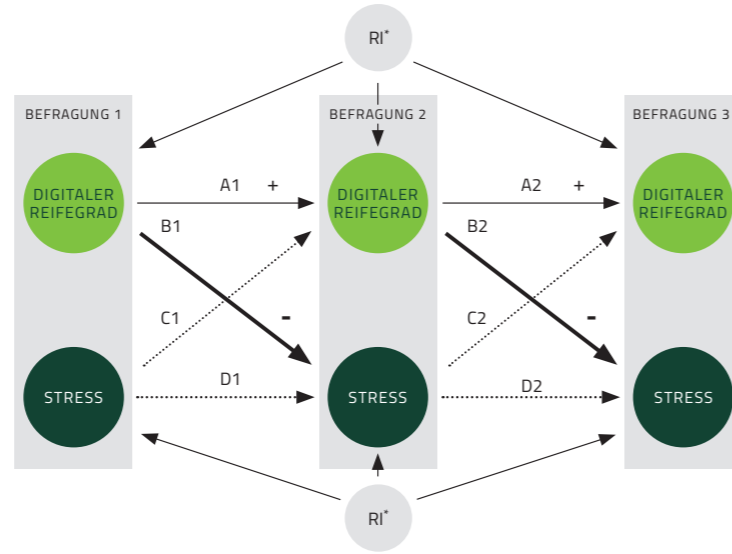 RI*
BEFRAGUNG 1
BEFRAGUNG 2
BEFRAGUNG 3
DIGITALER
REIFEGRAD
A1 +
DIGITALER
REIFEGRAD
A2 +
DIGITALER
REIFEGRAD
B1
B2
C1
-
C2
-
STRESS
D1
STRESS
D2
STRESS
RI*